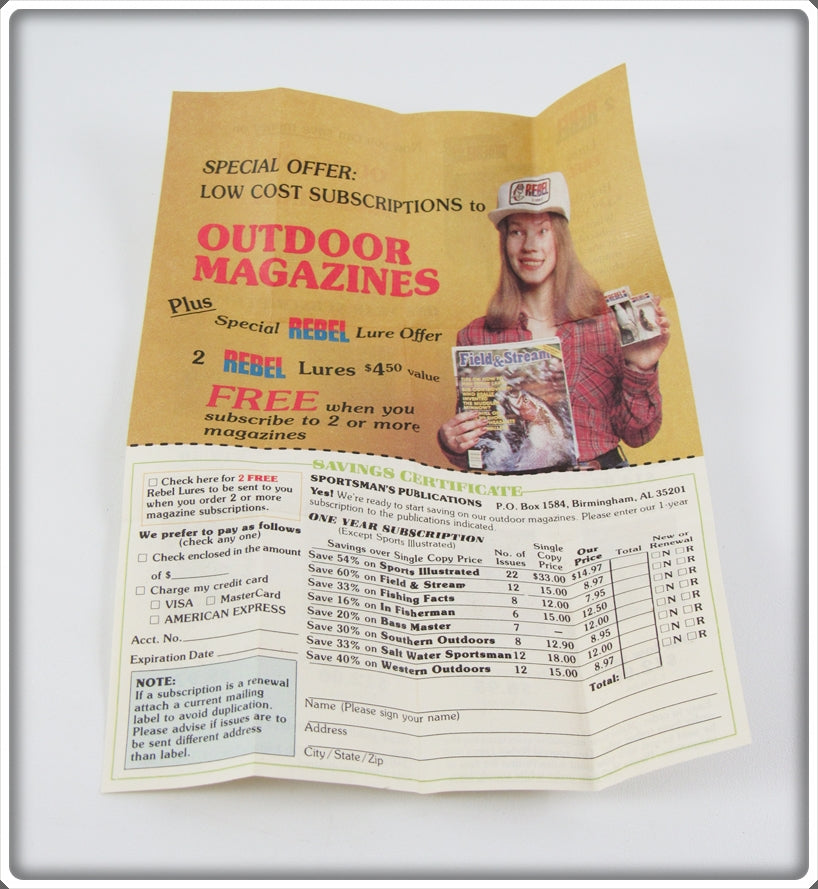 SPECIAL OFFER:
LOW COST SUBSCRIPTIONS to
OUTDOOR
MAGAZINES
Plus
Special REBEL Lure Offer
2 REBEL Lures $4.50 value
FREE when you
subscribe to 2 or more
magazines
REBEL
REBEL
Field & Stream
SAVINGS CERTIFICATE
☐ Check here for 2 FREE
Rebel Lures to be sent to you
when you order 2 or more
magazine subscriptions.
We prefer to pay as follows
(check any one)
☐ Check enclosed in the amount
of $
☐ Charge my credit card
☐ VISA ☐ MasterCard
☐ AMERICAN EXPRESS
Acct. No.
Expiration Date
NOTE:
If a subscription is a renewal
attach a current mailing
label to avoid duplication.
Please advise if issues are to
be sent different address
than label.
SPORTSMAN'S PUBLICATIONS P.O. Box 1584, Birmingham, AL 35201
Yes! We're ready to start saving on our outdoor magazines. Please enter our 1-year
subscription to the publications indicated.
ONE YEAR SUBSCRIPTION
(Except Sports Illustrated)
Savings over Single Copy Price No. of Issues Single Copy Price Our Price Total New or Renewal
Save 54% on Sports Illustrated 22 $33.00 $14.97 ☐N ☐R
Save 60% on Field & Stream 12 15.00 8.97 ☐N ☐R
Save 33% on Fishing Facts 8 12.00 7.95 ☐N ☐R
Save 16% on In Fisherman 6 15.00 12.50 ☐N ☐R
Save 20% on Bass Master 7 — 12.00 ☐N ☐R
Save 30% on Southern Outdoors 8 12.90 8.95 ☐N ☐R
Save 33% on Salt Water Sportsman 12 18.00 12.00 ☐N ☐R
Save 40% on Western Outdoors 12 15.00 8.97
Total:
Name (Please sign your name)
Address
City/State/Zip